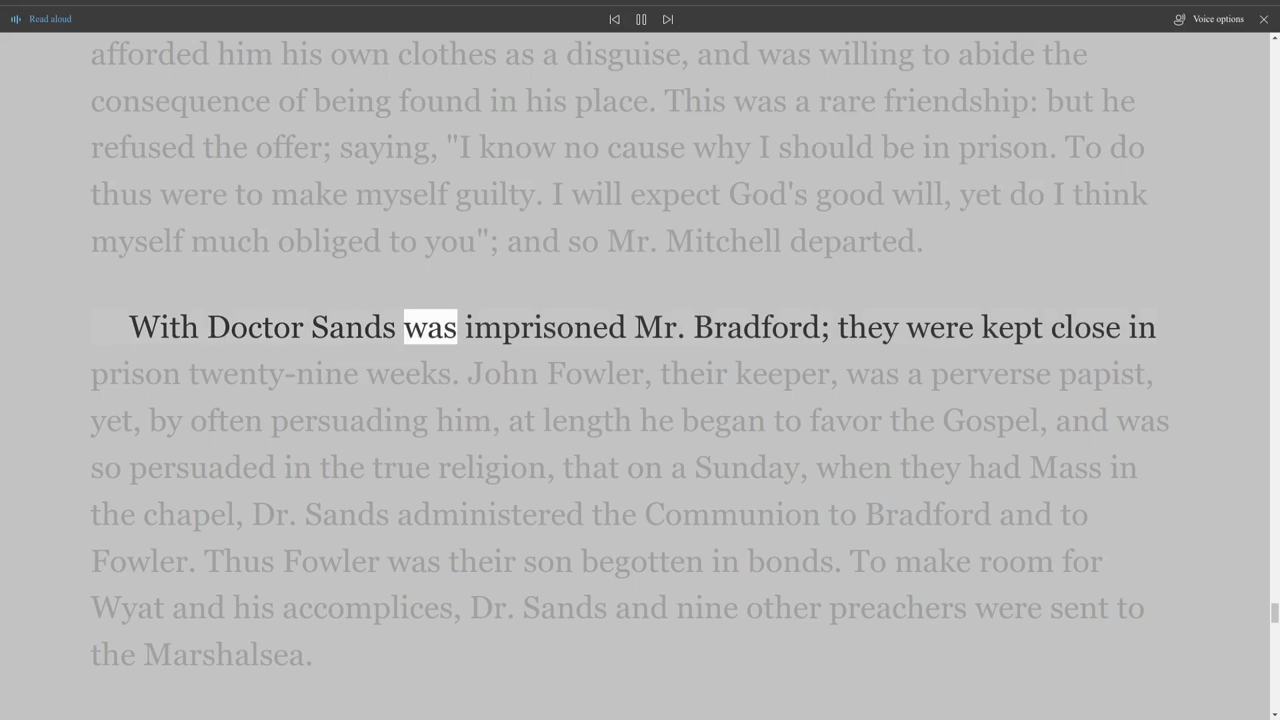 Read aloud
Voice options
afforded him his own clothes as a disguise, and was willing to abide the
consequence of being found in his place. This was a rare friendship: but he
refused the offer; saying, "I know no cause why I should be in prison. To do
thus were to make myself guilty. I will expect God's good will, yet do I think
myself much obliged to you"; and so Mr. Mitchell departed.
With Doctor Sands was imprisoned Mr. Bradford; they were kept close in
prison twenty-nine weeks. John Fowler, their keeper, was a perverse papist,
yet, by often persuading him, at length he began to favor the Gospel, and was
so persuaded in the true religion, that on a Sunday, when they had Mass in
the chapel, Dr. Sands administered the Communion to Bradford and to
Fowler. Thus Fowler was their son begotten in bonds. To make room for
Wyat and his accomplices, Dr. Sands and nine other preachers were sent to
the Marshalsea.